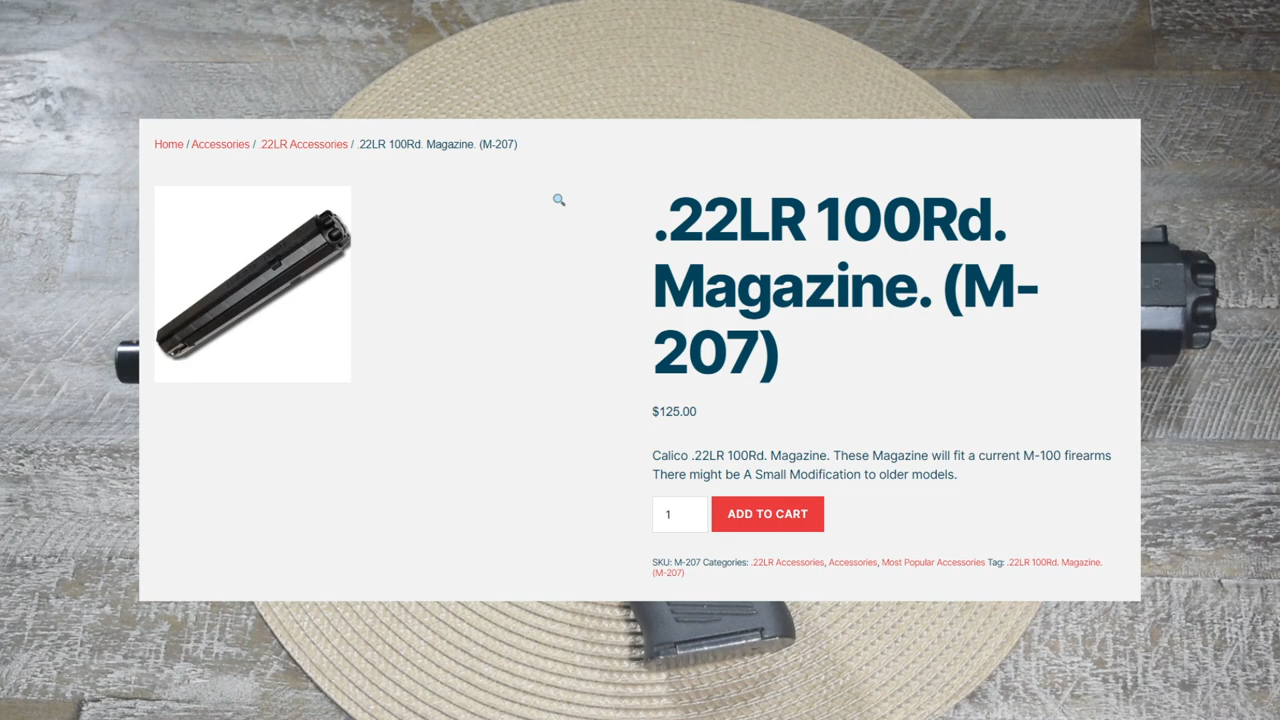 Home / Accessories / .22LR Accessories / .22LR 100Rd. Magazine. (M-207)
.22LR 100Rd.
Magazine. (M-
207)
$125.00
Calico .22LR 100Rd. Magazine. These Magazine will fit a current M-100 firearms
There might be A Small Modification to older models.
1
ADD TO CART
SKU: M-207 Categories: .22LR Accessories, Accessories, Most Popular Accessories Tag: .22LR 100Rd. Magazine.
(M-207)